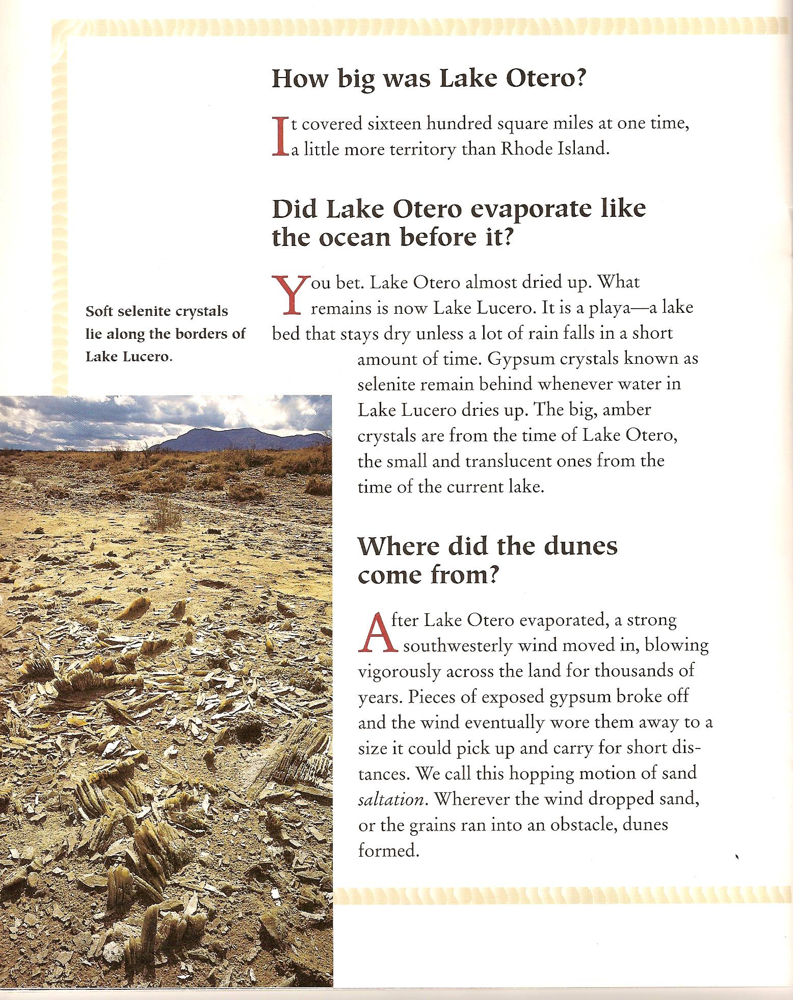 How big was Lake Otero?
It covered sixteen hundred square miles at one time,
a little more territory than Rhode Island.
Did Lake Otero evaporate like
the ocean before it?
You bet. Lake Otero almost dried up. What
remains is now Lake Lucero. It is a playa—a lake
bed that stays dry unless a lot of rain falls in a short
amount of time. Gypsum crystals known as
selenite remain behind whenever water in
Lake Lucero dries up. The big, amber
crystals are from the time of Lake Otero,
the small and translucent ones from the
time of the current lake.
Soft selenite crystals
lie along the borders of
Lake Lucero.
Where did the dunes
come from?
After Lake Otero evaporated, a strong
southwesterly wind moved in, blowing
vigorously across the land for thousands of
years. Pieces of exposed gypsum broke off
and the wind eventually wore them away to a
size it could pick up and carry for short dis-
tances. We call this hopping motion of sand
saltation. Wherever the wind dropped sand,
or the grains ran into an obstacle, dunes
formed.